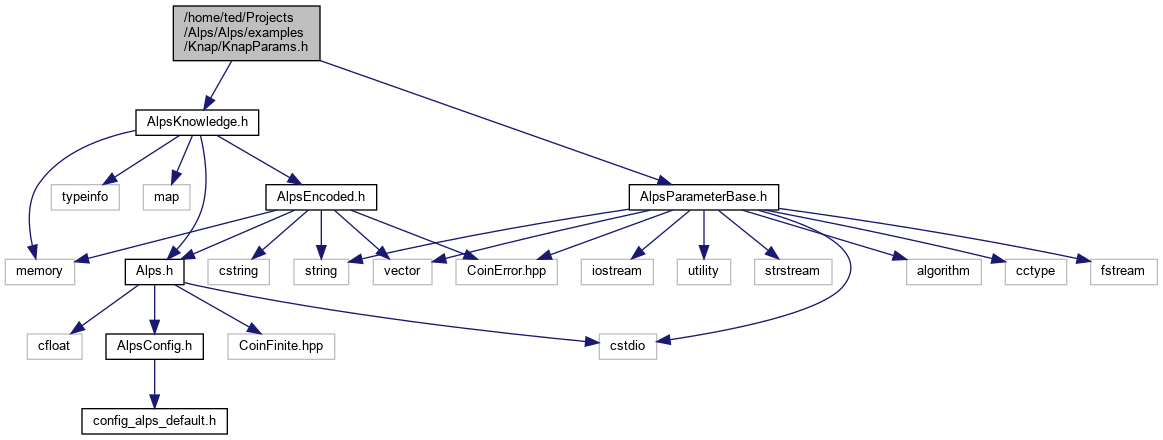 /home/ted/Projects
/Alps/Alps/examples
/Knap/KnapParams.h
AlpsKnowledge.h
typeinfo
map
AlpsEncoded.h
AlpsParameterBase.h
memory
Alps.h
cstring
string
vector
CoinError.hpp
iostream
utility
strstream
algorithm
cctype
fstream
cfloat
AlpsConfig.h
CoinFinite.hpp
cstdio
config_alps_default.h